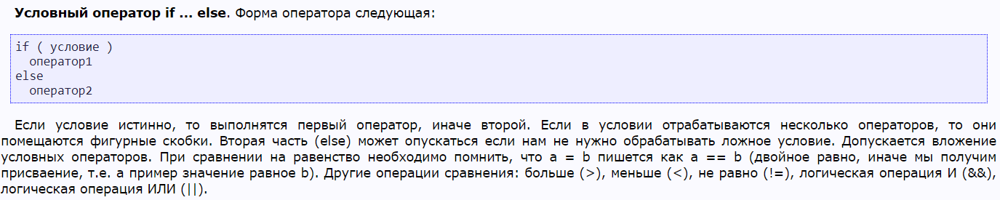 Условный оператор if ... else. Форма оператора следующая:
if ( условие )
оператор1
else
оператор2
Если условие истинно, то выполнятся первый оператор, иначе второй. Если в условии отрабатываются несколько операторов, то они
помещаются фигурные скобки. Вторая часть (else) может опускаться если нам не нужно обрабатывать ложное условие. Допускается вложение
условных операторов. При сравнении на равенство необходимо помнить, что a = b пишется как a == b (двойное равно, иначе мы получим
присваение, т.е. а пример значение равное b). Другие операции сравнения: больше (>), меньше (<), не равно (!=), логическая операция И (&&),
логическая операция ИЛИ (||).